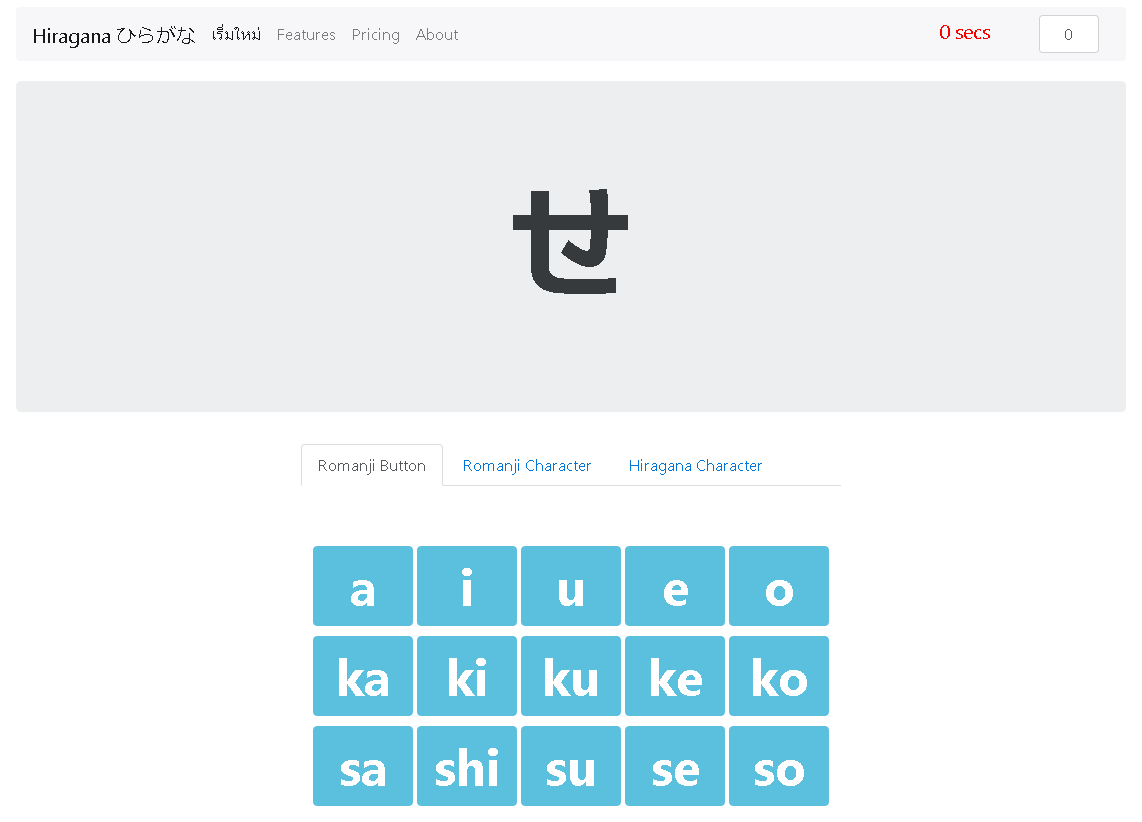 Hiragana ひらがな เริ่มใหม่ Features Pricing About 0 secs 0
せ
Romanji Button Romanji Character Hiragana Character
a i u e o
ka ki ku ke ko
sa shi su se so